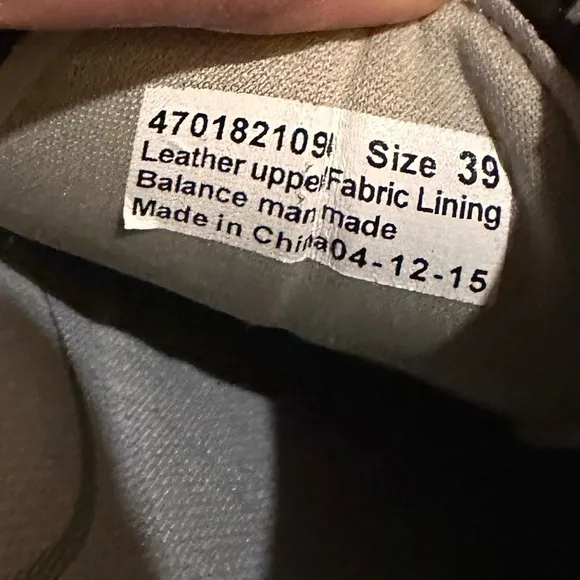 470182109 Size 39
Leather upper/Fabric Lining
Balance man made
Made in China 04-12-15